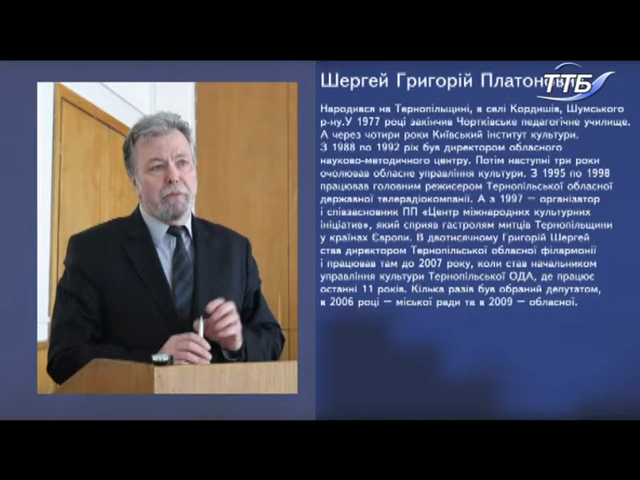 Шергей Григорій
ТТБ
Народився на Тернопільщині, в селі Кордишів, Шумського
р-ну.У 1977 році закінчив Чортківське педагогічне училище.
А через чотири роки Київський інститут культури.
З 1988 по 1992 рік був директором обласного
науково-методичного центру. Потім наступні три роки
очолював обласне управління культури. З 1995 по 1998
працював головним режисером Тернопільської обласної
державної телерадіокомпанії. А з 1997 – організатор
і співзасновник ПП «Центр міжнародних культурних
ініціатив», який сприяв гастролям митців Тернопільщини
у країнах Європи. В двотисячному Григорій Шергей
став директором Тернопільської обласної філармонії
і працював там до 2007 року, коли став начальником
управління культури Тернопільської ОДА, де працює
останні 11 років. Кілька разів був обраний депутатом,
в 2006 році – міської ради та в 2009 – обласної.